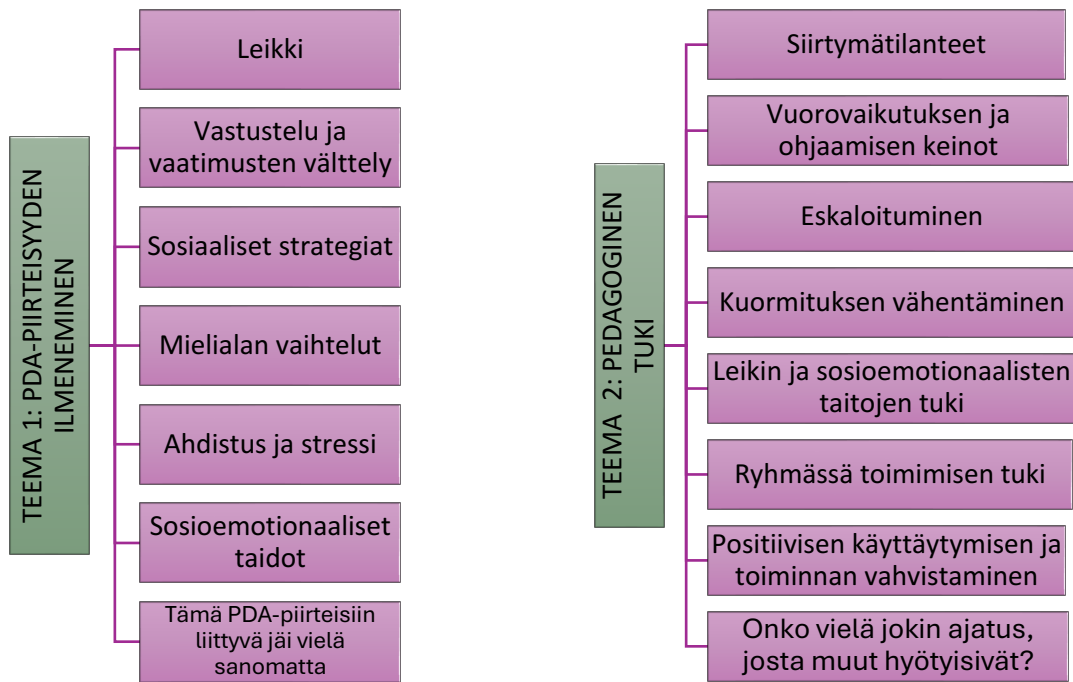 TEEMA 1: PDA-PIIRTEISYYDEN
ILMENEMINEN
Leikki
Vastustelu ja
vaatimusten välttely
Sosiaaliset strategiat
Mielialan vaihtelut
Ahdistus ja stressi
Sosioemotionaaliset
taidot
Tämä PDA-piirteisiin
liittyvä jäi vielä
sanomatta
TEEMA 2: PEDAGOGINEN
TUKI
Siirtymätilanteet
Vuorovaikutuksen ja
ohjaamisen keinot
Eskaloituminen
Kuormituksen vähentäminen
Leikin ja sosioemotionaalisten
taitojen tuki
Ryhmässä toimimisen tuki
Positiivisen käyttäytymisen ja
toiminnan vahvistaminen
Onko vielä jokin ajatus,
josta muut hyötyisivät?